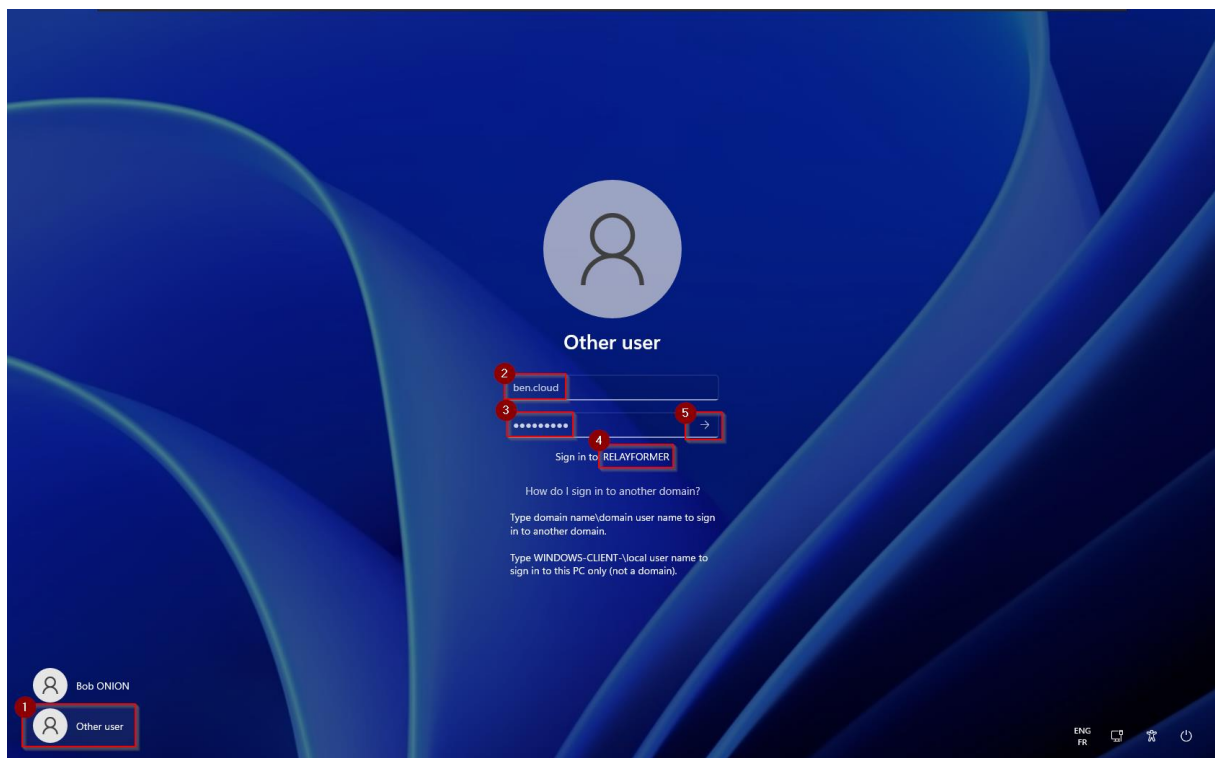 Other user
2
ben.cloud
3
•••••••••
5
→
4
Sign in to RELAYFORMER
How do I sign in to another domain?
Type domain name\domain user name to sign
in to another domain.
Type WINDOWS-CLIENT-\local user name to
sign in to this PC only (not a domain).
Bob ONION
1
Other user
ENG
FR